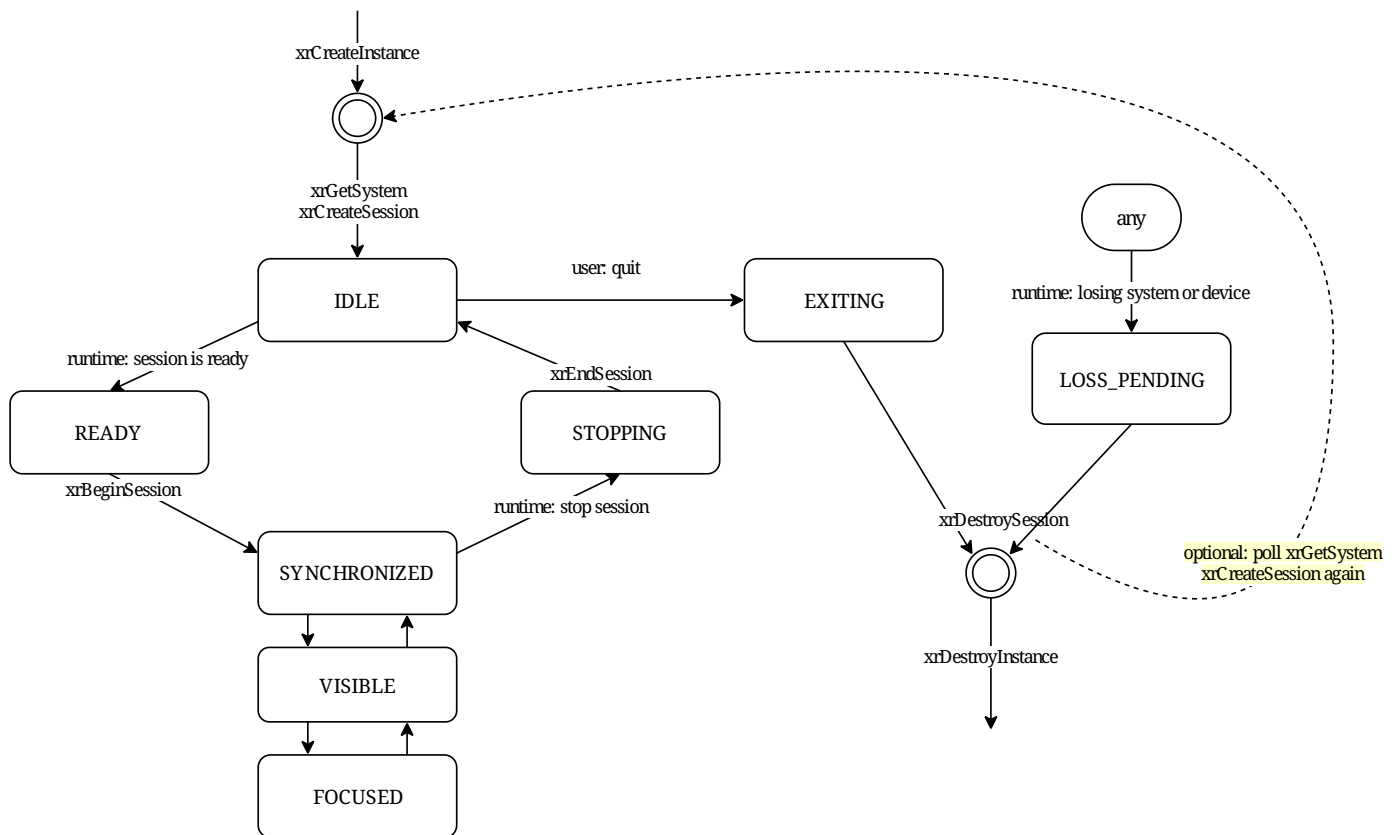 xrCreateInstance
xrGetSystem
xrCreateSession
any
IDLE
user: quit
EXITING
runtime: losing system or device
runtime: session is ready
xrEndSession
LOSS_PENDING
READY
STOPPING
xrBeginSession
runtime: stop session
xrDestroySession
optional: poll xrGetSystem
xrCreateSession again
SYNCHRONIZED
xrDestroyInstance
VISIBLE
FOCUSED